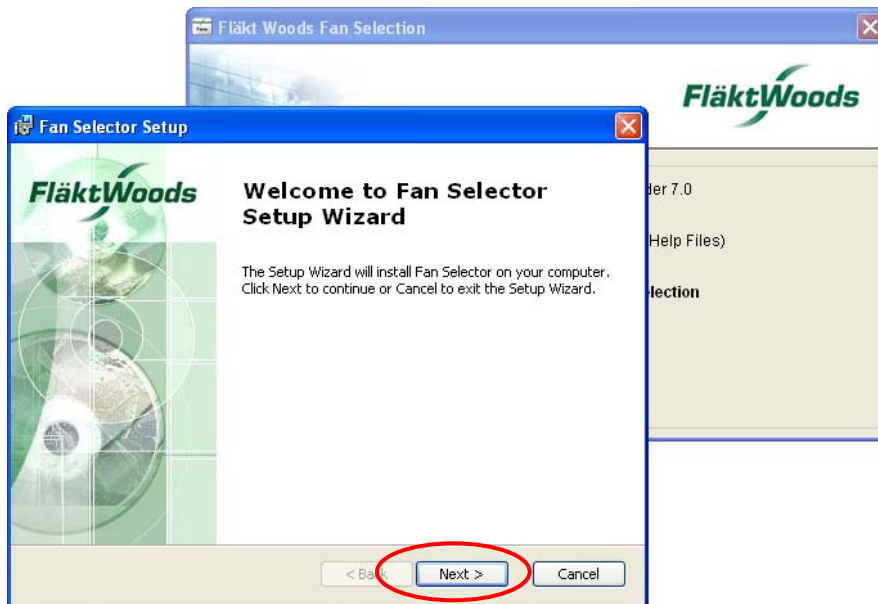 Fläkt Woods Fan Selection
FläktWoods
Fan Selector Setup
FläktWoods
Welcome to Fan Selector
Setup Wizard
The Setup Wizard will install Fan Selector on your computer.
Click Next to continue or Cancel to exit the Setup Wizard.
7.0
Help Files)
< Back
Next >
Cancel